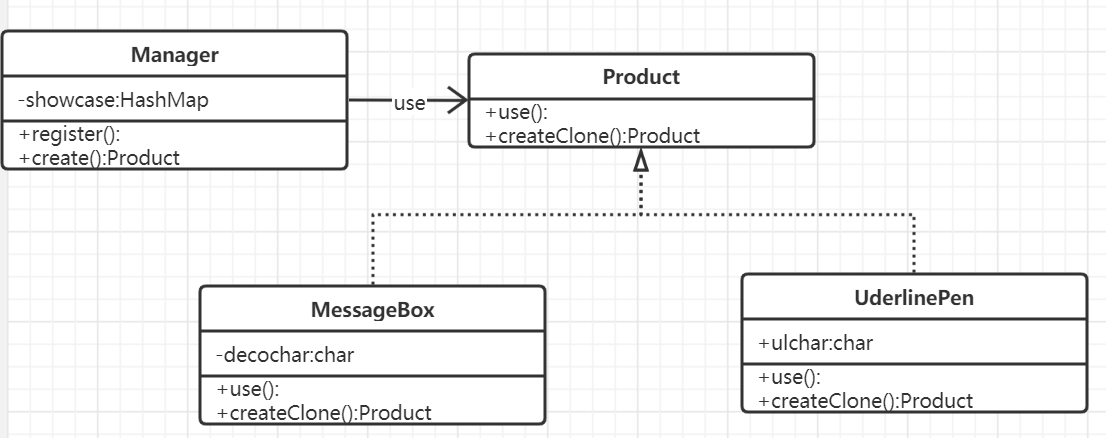 Manager
-showcase:HashMap
+register():
+create():Product
use
Product
+use():
+createClone():Product
MessageBox
-decochar:char
+use():
+createClone():Product
UderlinePen
+ulchar:char
+use():
+createClone():Product